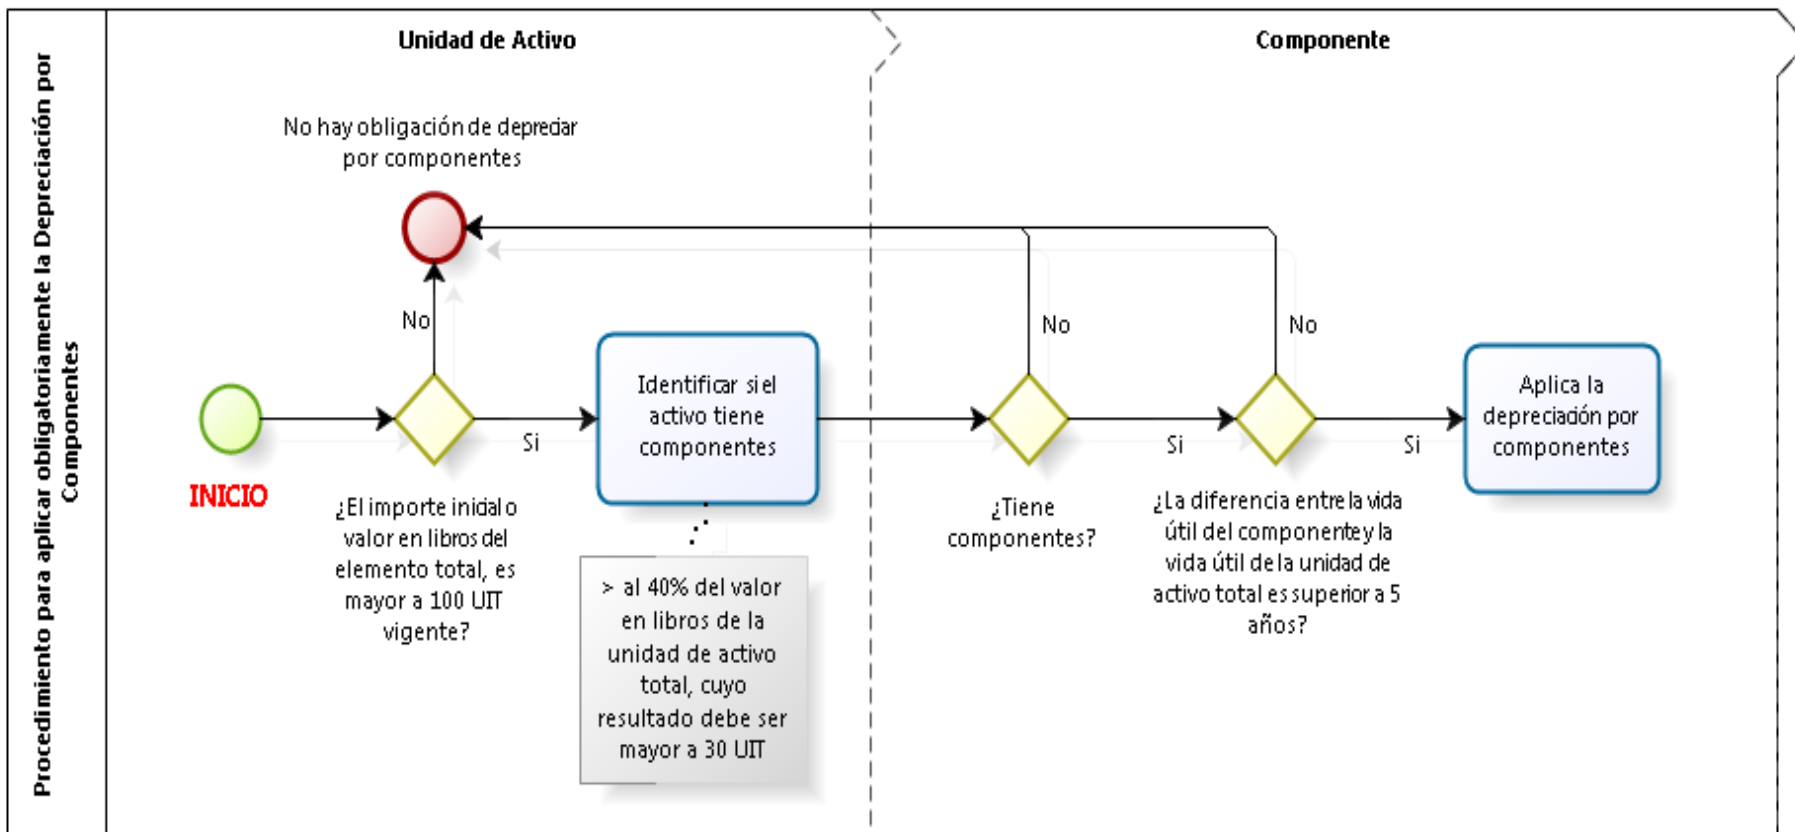 Procedimiento para aplicar obligatoriamente la Depreciación por
Componentes
Unidad de Activo
Componente
No hay obligación de depreciar
por componentes
No
No
No
INICIO
Si
Identificar si el
activo tiene
componentes
Si
Si
Aplica la
depreciación por
componentes
¿El importe inicial o
valor en libros del
elemento total, es
mayor a 100 UIT
vigente?
> al 40% del valor
en libros de la
unidad de activo
total, cuyo
resultado debe ser
mayor a 30 UIT
¿Tiene
componentes?
¿La diferencia entre la vida
útil del componente y la
vida útil de la unidad de
activo total es superior a 5
años?